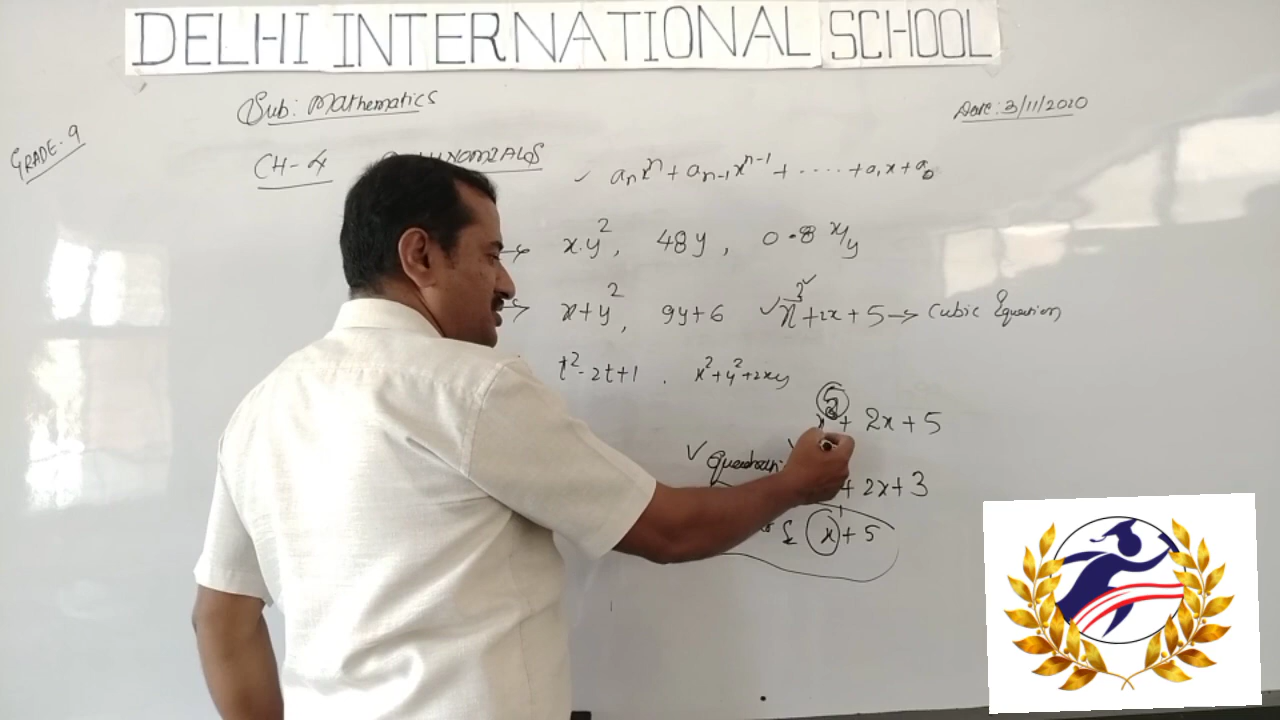 DELHI INTERNATIONAL SCHOOL
Sub: Mathematics
Date: 3/11/2020
GRADE-9
CH-4
aₙxⁿ + aₙ₋₁xⁿ⁻¹ + ..... + a₁x + a₀
x.y², 48y, 0.8 x/y
x+y², 9y+6 ✓ x³+2x+5 → Cubic Equation
t²-2t+1, x²+y²+2xy
+ 2x + 5
✓
+ 2x+3
x + 5